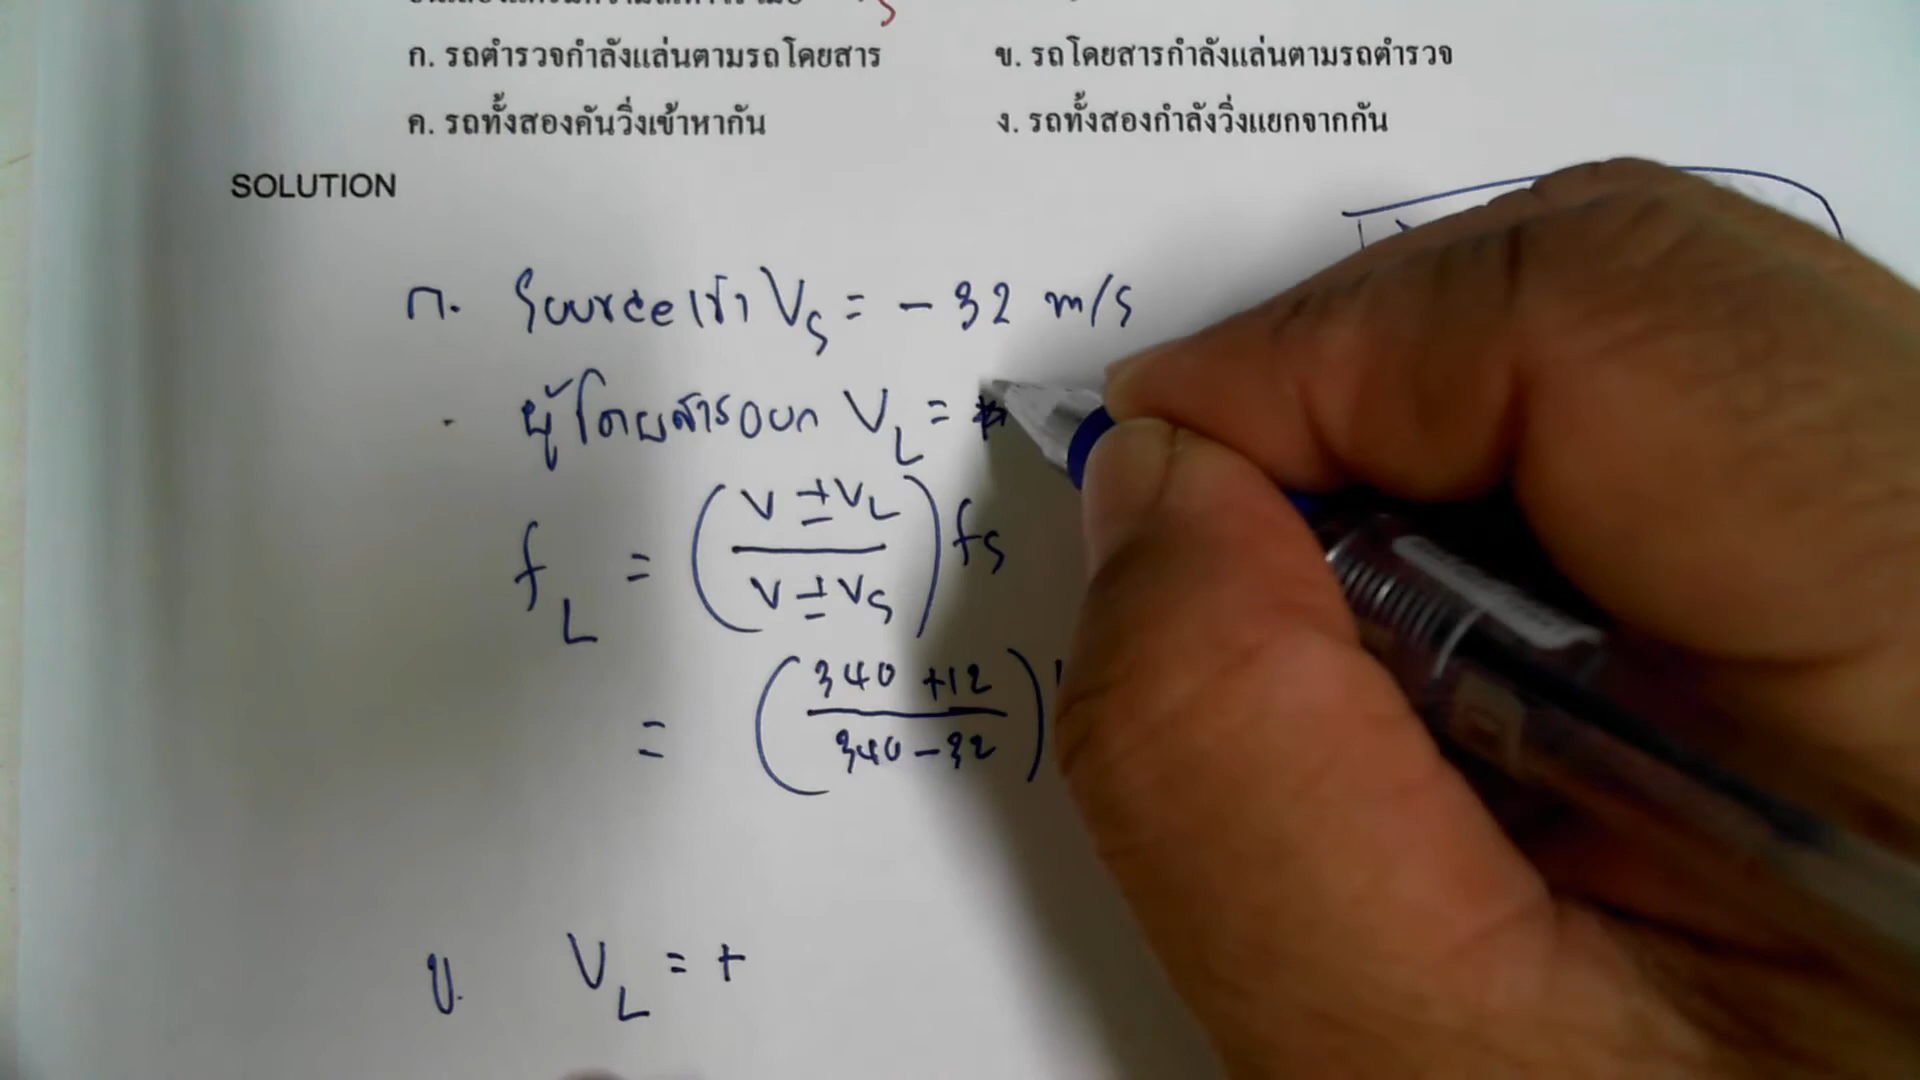 ก. รถตำรวจกำลังแล่นตามรถโดยสาร
ข. รถโดยสารกำลังแล่นตามรถตำรวจ
ค. รถทั้งสองคันวิ่งเข้าหากัน
ง. รถทั้งสองกำลังวิ่งแยกจากกัน
SOLUTION
ก. Source เข้า V_S = - 32 m/s
ผู้โดยสารออก V_L =
f_L = ( (V ± V_L) / (V ± V_S) ) f_S
= ( (340 + 12) / (340 - 32) )
ข. V_L = +